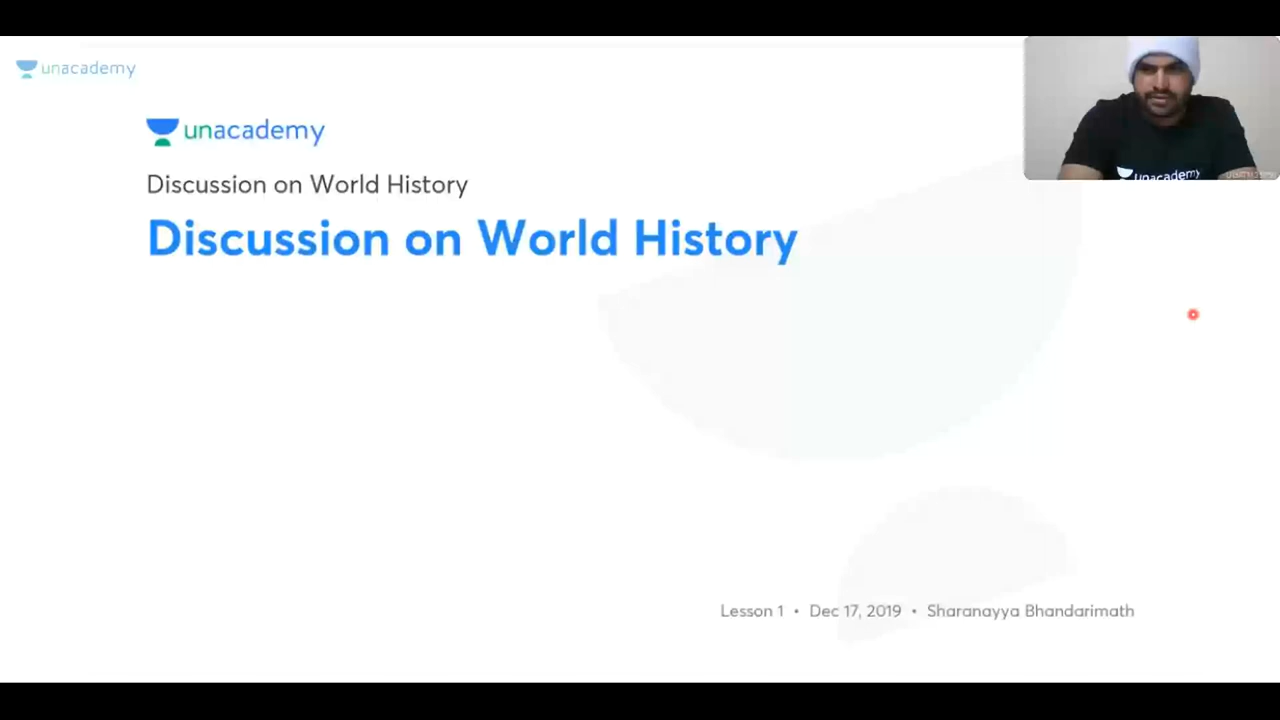 unacademy
unacademy
Discussion on World History
Discussion on World History
unacademy
Lesson 1 • Dec 17, 2019 • Sharanayya Bhandarimath